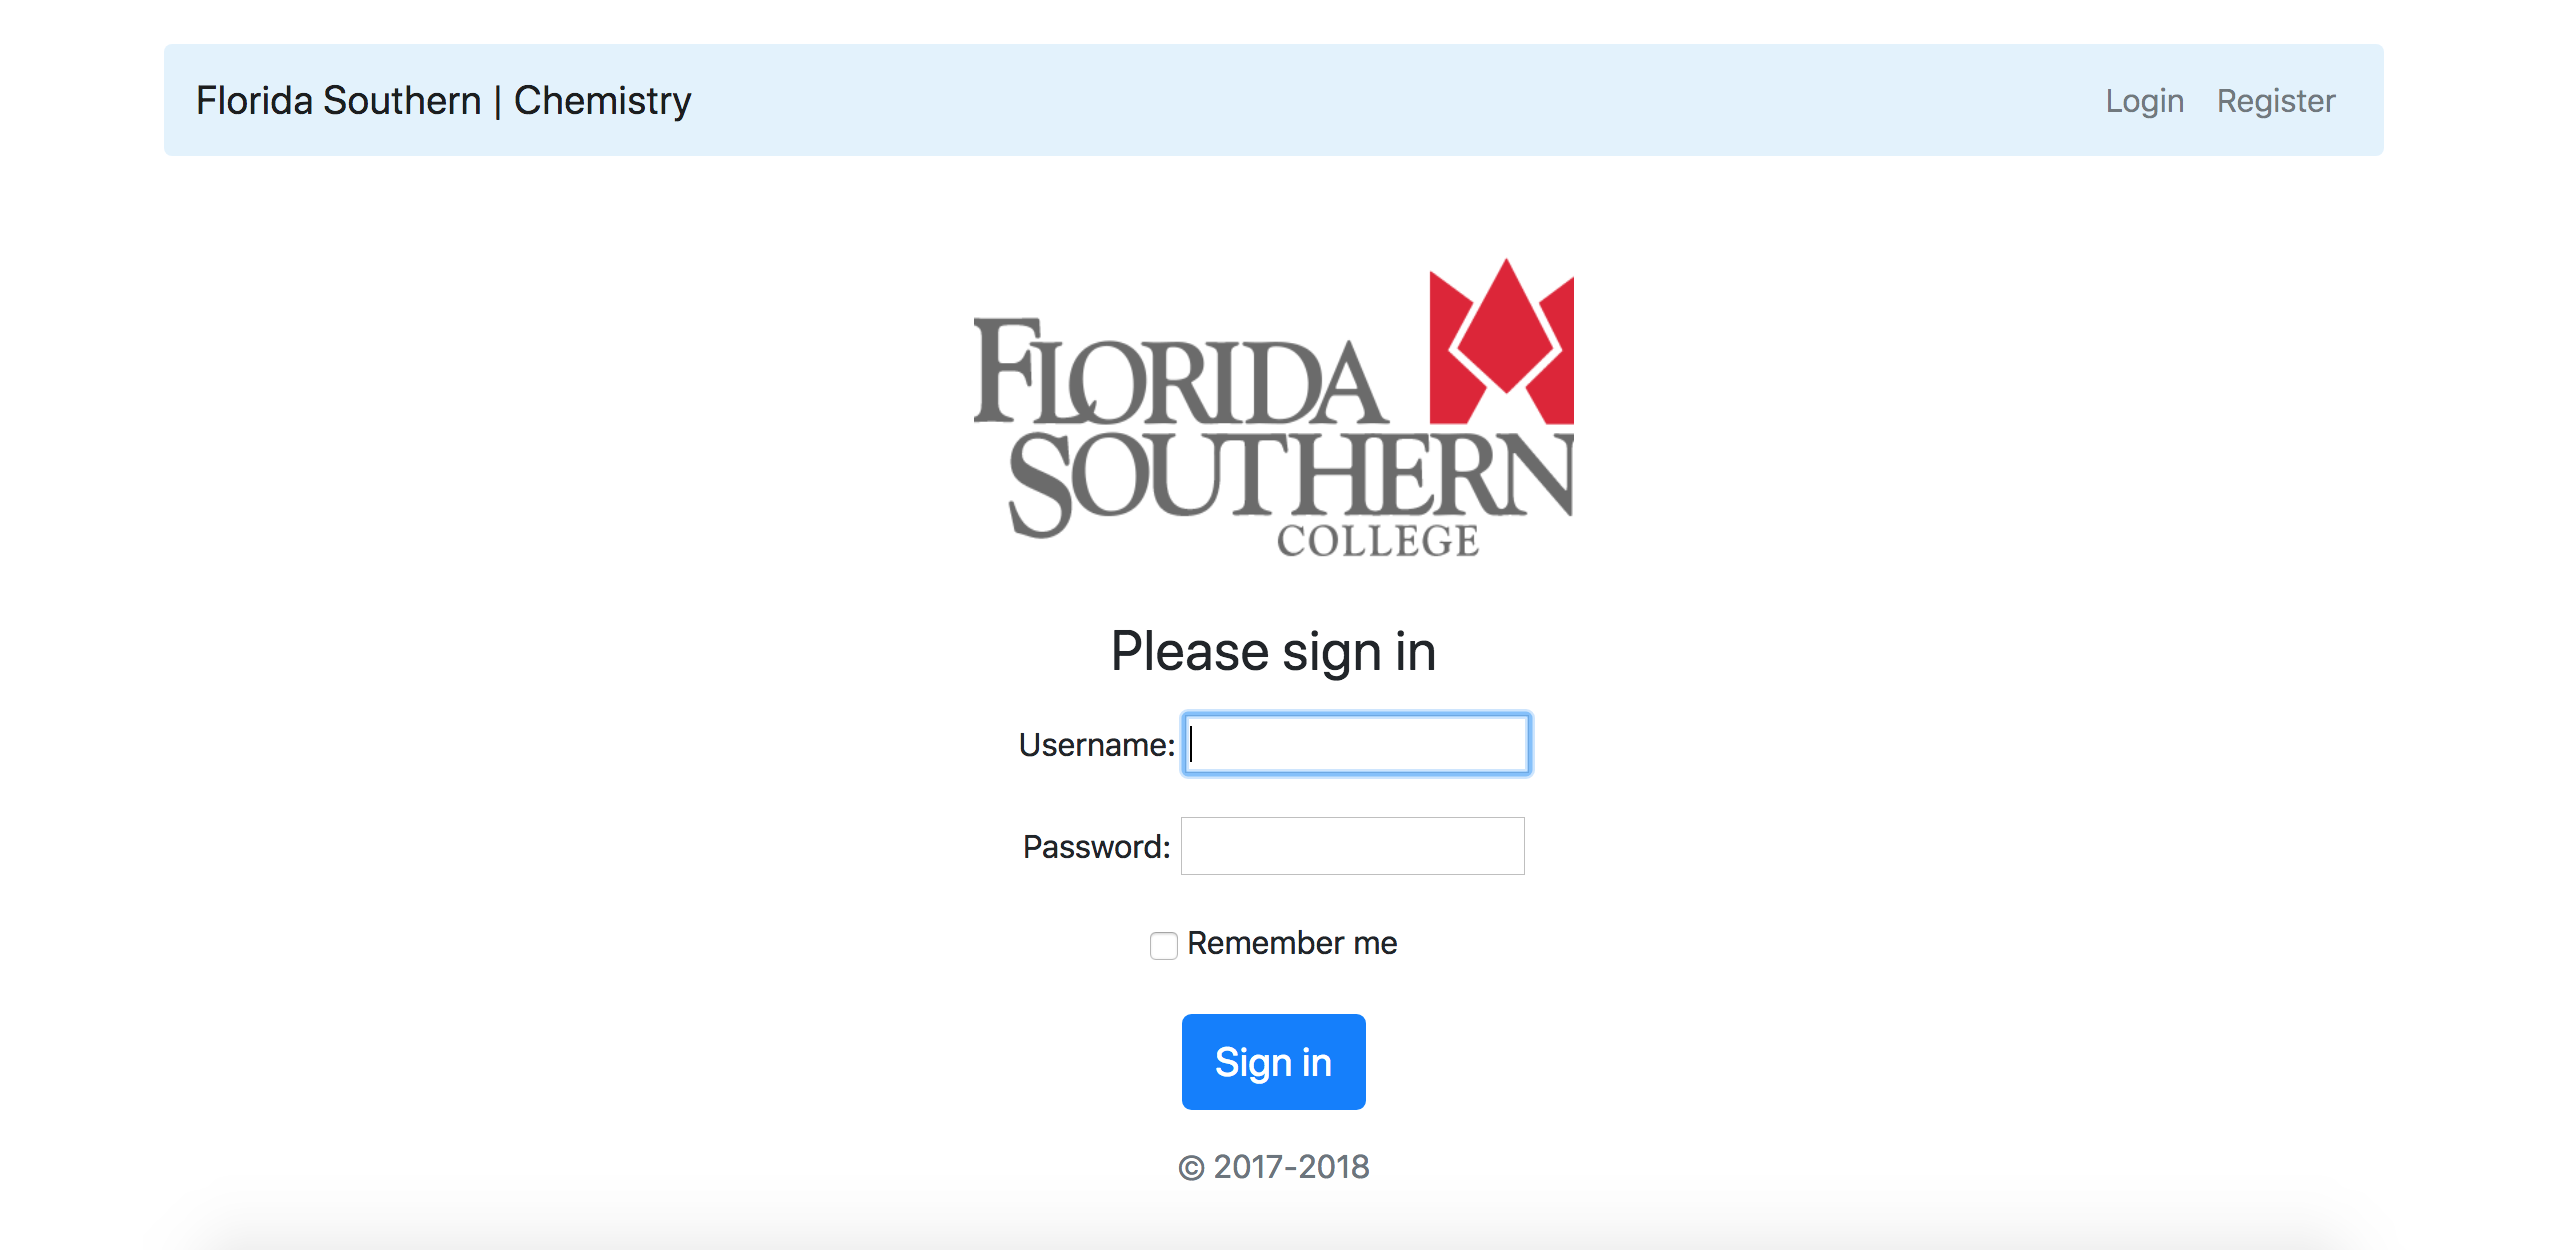 Florida Southern | Chemistry
Login Register
FLORIDA
SOUTHERN
COLLEGE
Please sign in
Username:
Password:
Remember me
Sign in
© 2017-2018